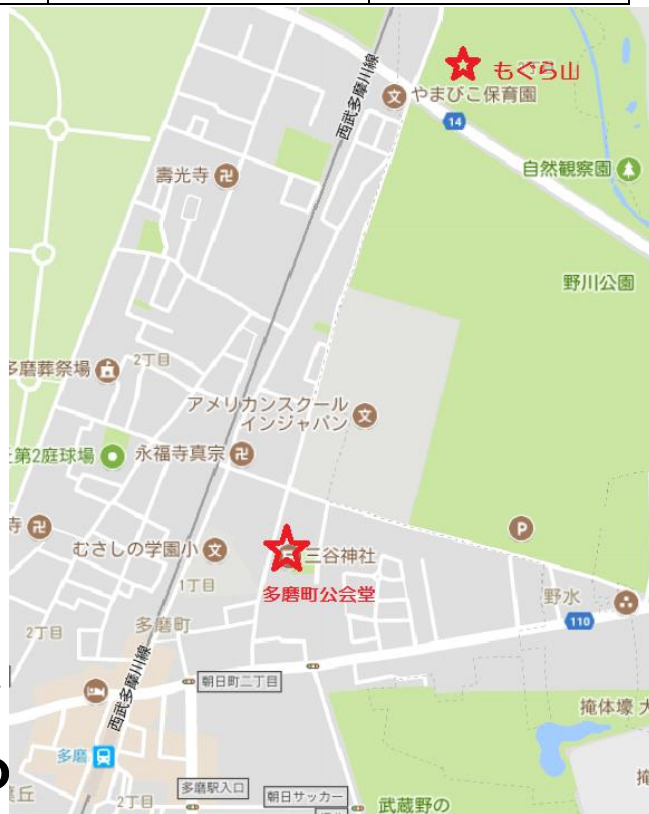 もぐら山
やまびこ保育園
西武多摩川線
14
壽光寺
自然観察園
野川公園
多磨葬祭場
2丁目
アメリカンスクール
インジャパン
第2庭球場
永福寺真宗
寺
P
むさしの学園小
三谷神社
多磨町公会堂
1丁目
野水
多磨町
110
2丁目
朝日町二丁目
西武多摩川線
掩体壕 大
多磨
多磨駅入口
朝日サッカー
丘
2丁目
武蔵野の